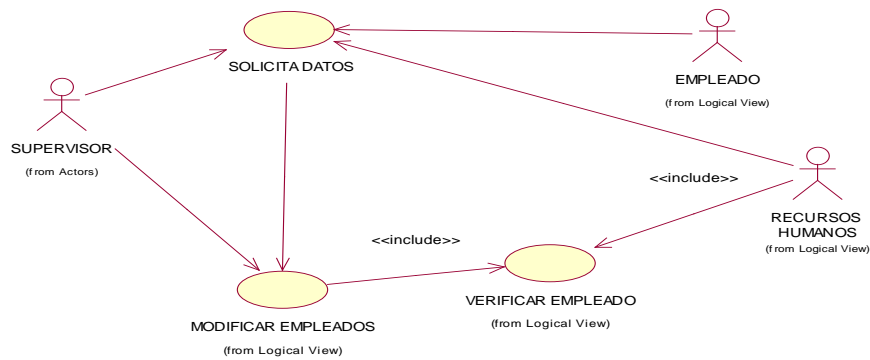 SOLICITA DATOS
EMPLEADO
(from Logical View)
SUPERVISOR
(from Actors)
<<include>>
RECURSOS
HUMANOS
(from Logical View)
<<include>>
VERIFICAR EMPLEADO
(from Logical View)
MODIFICAR EMPLEADOS
(from Logical View)